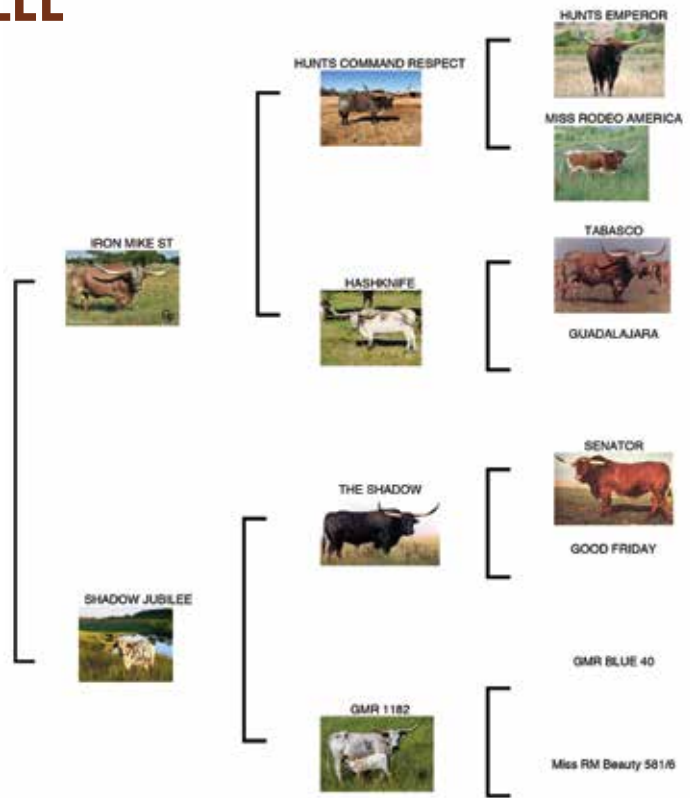 HUNTS EMPEROR
HUNTS COMMAND RESPECT
MISS RODEO AMERICA
IRON MIKE ST
TABASCO
HASHKNIFE
GUADALAJARA
SENATOR
THE SHADOW
GOOD FRIDAY
SHADOW JUBILEE
GMR BLUE 40
GMR 1182
Miss RM Beauty 581/6